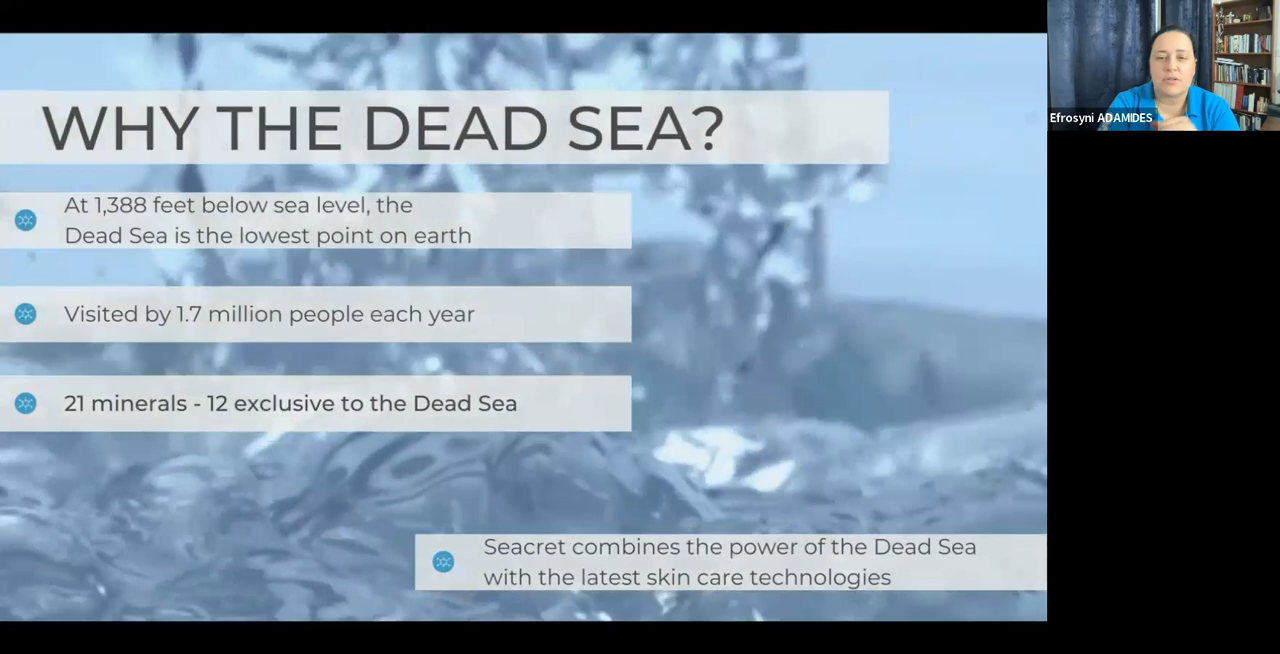 WHY THE DEAD SEA?
At 1,388 feet below sea level, the
Dead Sea is the lowest point on earth
Visited by 1.7 million people each year
21 minerals - 12 exclusive to the Dead Sea
Seacret combines the power of the Dead Sea
with the latest skin care technologies
Efrosyni ADAMIDES